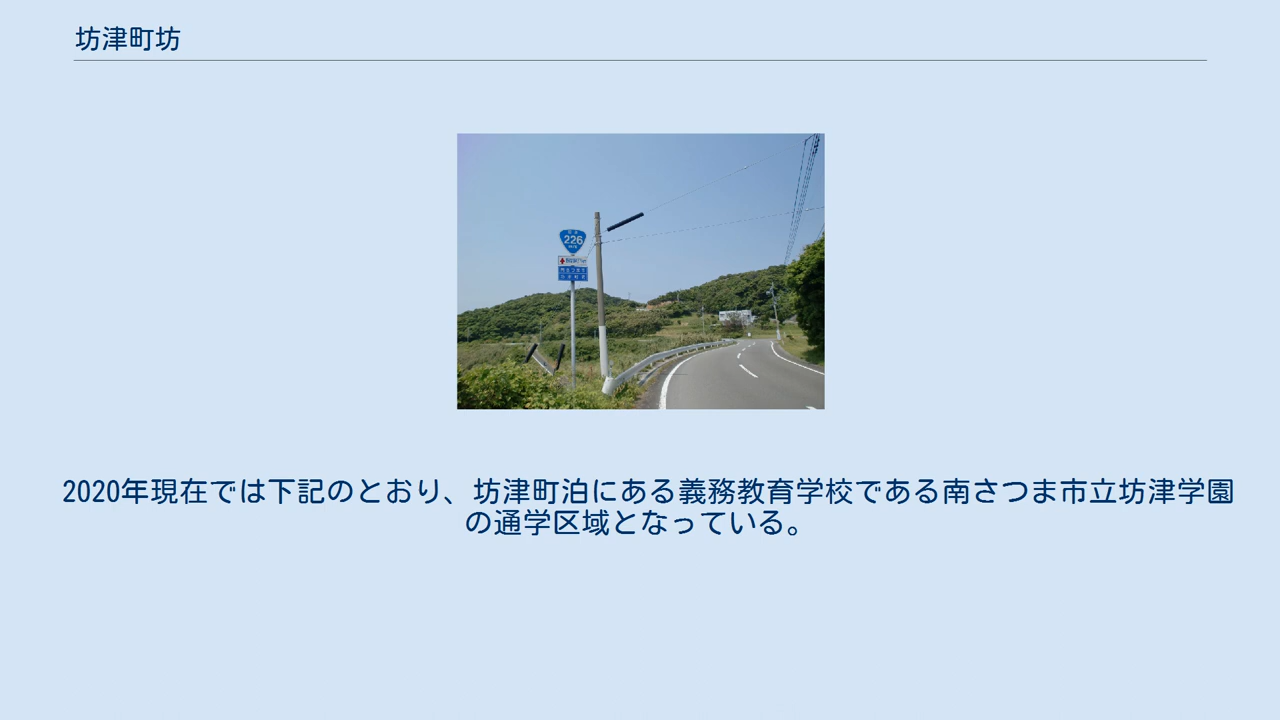 坊津町坊
226
2020年現在では下記のとおり、坊津町泊にある義務教育学校である南さつま市立坊津学園
の通学区域となっている。